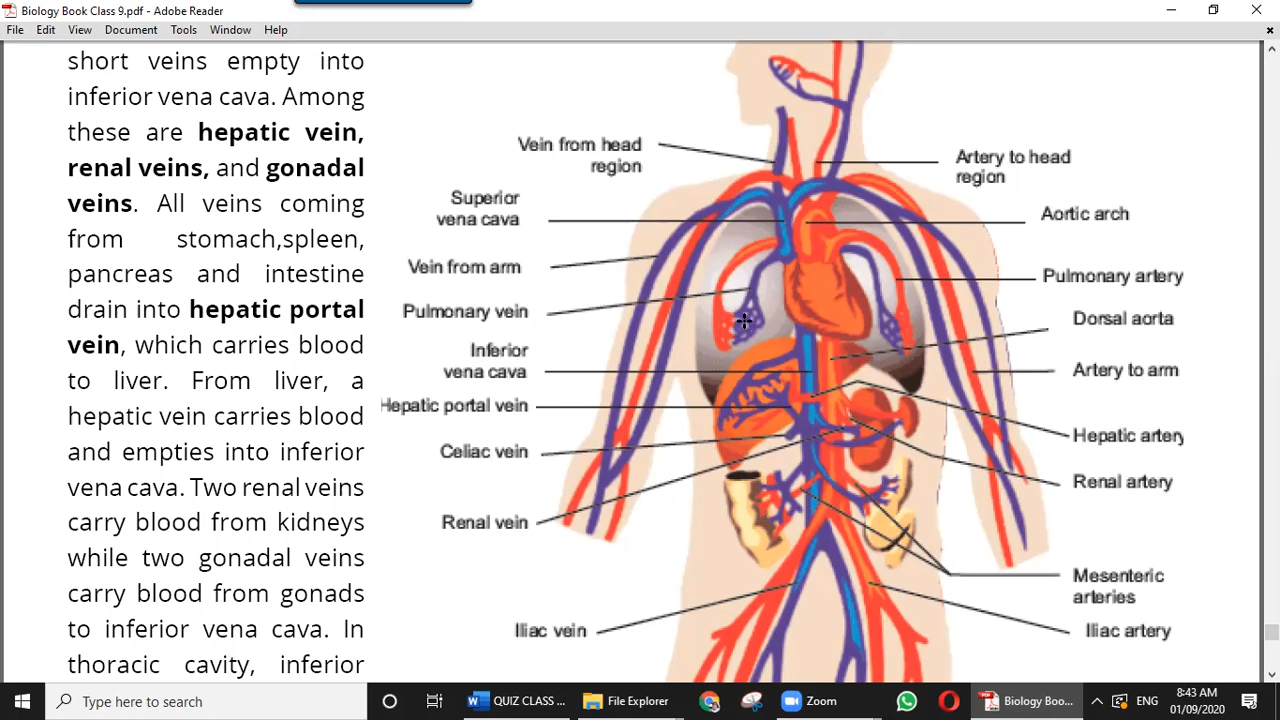 Biology Book Class 9.pdf - Adobe Reader
File Edit View Document Tools Window Help
short veins empty into
inferior vena cava. Among
these are hepatic vein,
renal veins, and gonadal
veins. All veins coming
from stomach,spleen,
pancreas and intestine
drain into hepatic portal
vein, which carries blood
to liver. From liver, a
hepatic vein carries blood
and empties into inferior
vena cava. Two renal veins
carry blood from kidneys
while two gonadal veins
carry blood from gonads
to inferior vena cava. In
thoracic cavity, inferior
Vein from head
region
Superior
vena cava
Vein from arm
Pulmonary vein
Inferior
vena cava
Hepatic portal vein
Celiac vein
Renal vein
Iliac vein
Artery to head
region
Aortic arch
Pulmonary artery
Dorsal aorta
Artery to arm
Hepatic artery
Renal artery
Mesenteric
arteries
Iliac artery
Type here to search
QUIZ CLASS ...
File Explorer
Zoom
Biology Boo...
ENG
8:43 AM
01/09/2020